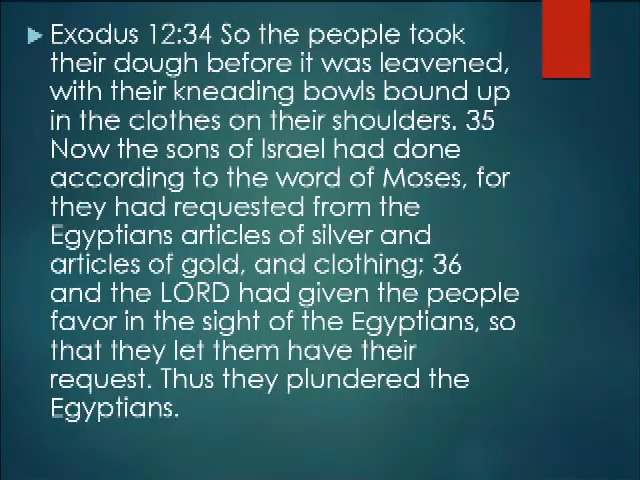 Exodus 12:34 So the people took
their dough before it was leavened,
with their kneading bowls bound up
in the clothes on their shoulders. 35
Now the sons of Israel had done
according to the word of Moses, for
they had requested from the
Egyptians articles of silver and
articles of gold, and clothing; 36
and the LORD had given the people
favor in the sight of the Egyptians, so
that they let them have their
request. Thus they plundered the
Egyptians.